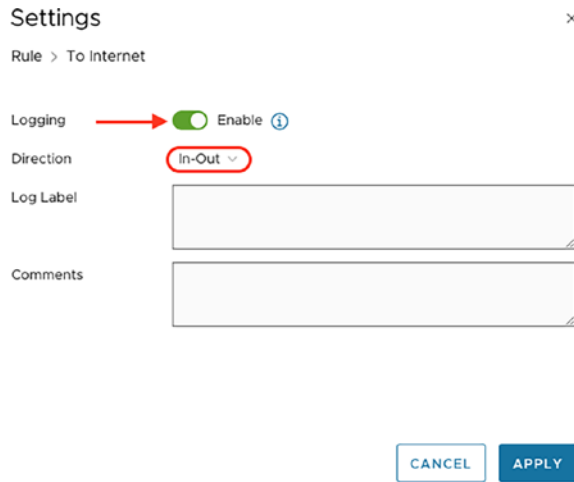 Settings
Rule > To Internet
Logging Enable
Direction In-Out
Log Label
Comments
CANCEL APPLY